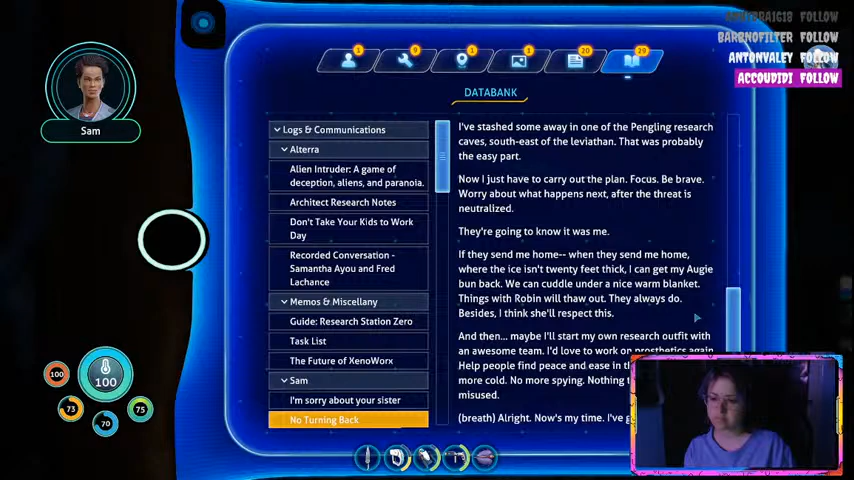 FOLLOW
BARBNOFILTER FOLLOW
ANTONVALEY FOLLOW
ACCOUDIDI FOLLOW
1
9
1
1
20
29
Sam
DATABANK
Logs & Communications
Alterra
Alien Intruder: A game of
deception, aliens, and paranoia.
Architect Research Notes
Don't Take Your Kids to Work
Day
Recorded Conversation -
Samantha Ayou and Fred
Lachance
Memos & Miscellany
Guide: Research Station Zero
Task List
The Future of XenoWorx
Sam
I'm sorry about your sister
No Turning Back
I've stashed some away in one of the Pengling research
caves, south-east of the leviathan. That was probably
the easy part.
Now I just have to carry out the plan. Focus. Be brave.
Worry about what happens next, after the threat is
neutralized.
They're going to know it was me.
If they send me home-- when they send me home,
where the ice isn't twenty feet thick, I can get my Augie
bun back. We can cuddle under a nice warm blanket.
Things with Robin will thaw out. They always do.
Besides, I think she'll respect this.
And then... maybe I'll start my own research outfit with
an awesome team. I'd love to work on prosthetics again.
Help people find peace and ease in
more cold. No more spying. Nothing
misused.
(breath) Alright. Now's my time. I've
100
100
73
70
75